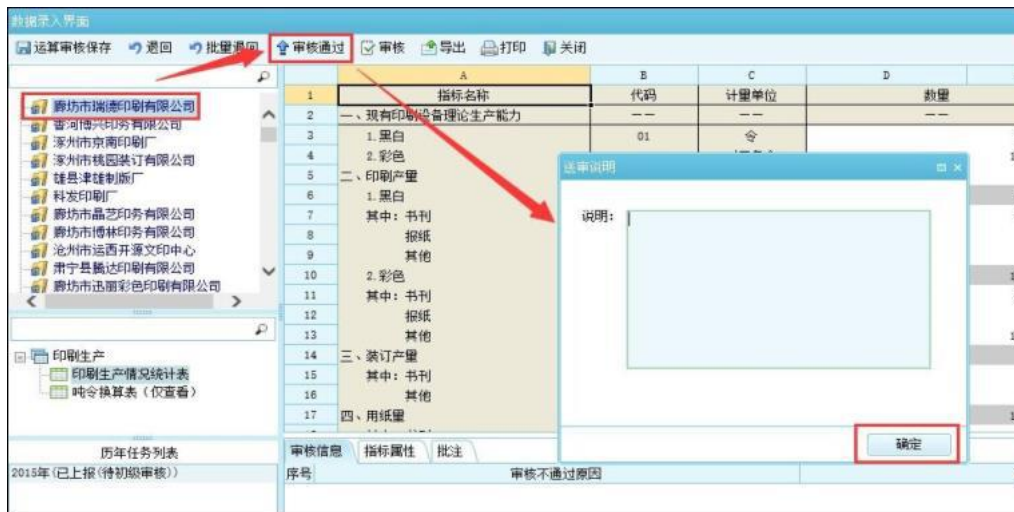 数据录入界面
运算审核保存 退回 批量退回 审核通过 审核 导出 打印 关闭
廊坊市瑞德印刷有限公司
香河博兴印务有限公司
涿州市京南印刷厂
涿州市桃园装订有限公司
雄县津雄制版厂
科发印刷厂
廊坊市晶艺印务有限公司
廊坊市博林印务有限公司
沧州市运西开源文印中心
肃宁县腾达印刷有限公司
廊坊市迅丽彩色印刷有限公司
印刷生产
印刷生产情况统计表
吨令换算表（仅查看）
历年任务列表
2015年(已上报(待初级审核))
A B C D
1 指标名称 代码 计量单位 数量
2 一、现有印刷设备理论生产能力 —— —— ——
3 1.黑白 01 令
4 2.彩色
5 二、印刷产量
6 1.黑白
7 其中：书刊
8 报纸
9 其他
10 2.彩色
11 其中：书刊
12 报纸
13 其他
14 三、装订产量
15 其中：书刊
16 其他
17 四、用纸量
送审说明
说明：
确定
审核信息 指标属性 批注
序号 审核不通过原因